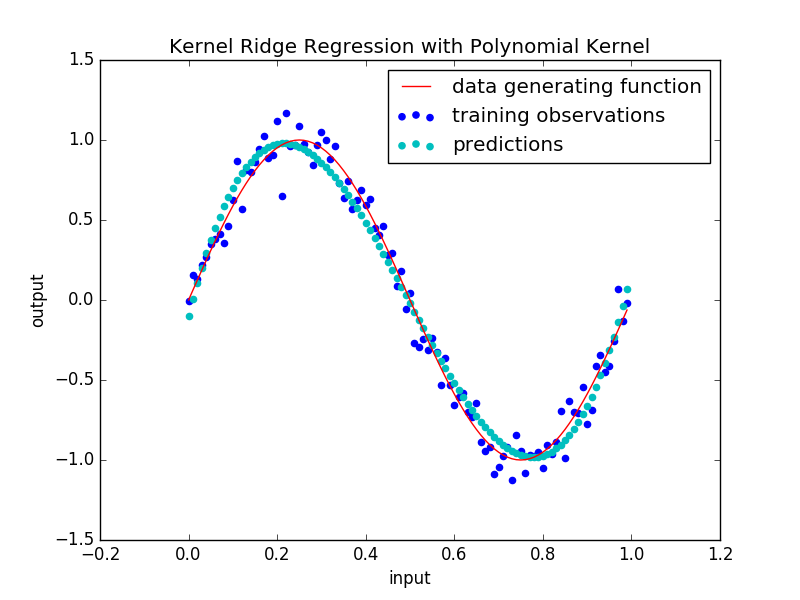 Kernel Ridge Regression with Polynomial Kernel
data generating function
training observations
predictions
1.5
1.0
0.5
0.0
−0.5
−1.0
−1.5
output
−0.2
0.0
0.2
0.4
0.6
0.8
1.0
1.2
input